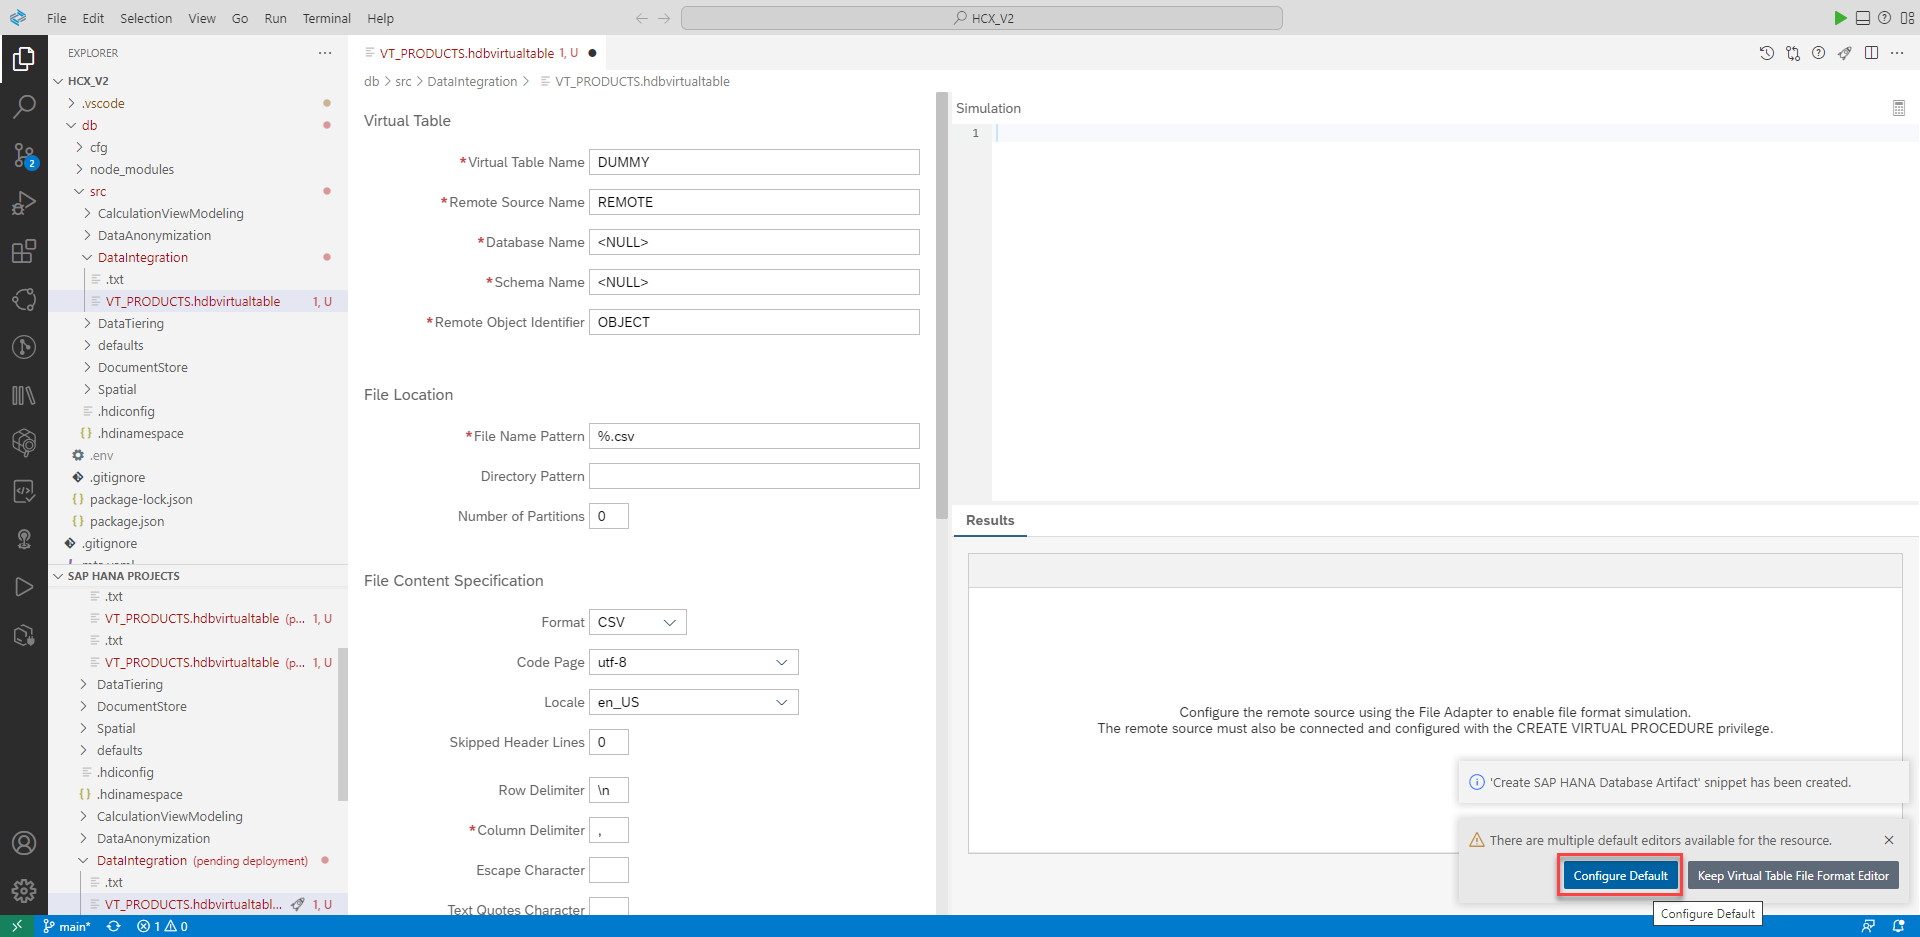 File Edit Selection View Go Run Terminal Help
HCX_V2
EXPLORER
HCX_V2
.vscode
db
cfg
node_modules
src
CalculationViewModeling
DataAnonymization
DataIntegration
.txt
VT_PRODUCTS.hdbvirtualtable 1, U
DataTiering
defaults
DocumentStore
Spatial
.hdiconfig
{} .hdinamespace
.env
.gitignore
{} package-lock.json
{} package.json
.gitignore
SAP HANA PROJECTS
.txt
VT_PRODUCTS.hdbvirtualtable (p... 1, U
.txt
VT_PRODUCTS.hdbvirtualtable (p... 1, U
DataTiering
DocumentStore
Spatial
defaults
.hdiconfig
{} .hdinamespace
CalculationViewModeling
DataAnonymization
DataIntegration (pending deployment)
.txt
VT_PRODUCTS.hdbvirtualtabl... 1, U
2
VT_PRODUCTS.hdbvirtualtable 1, U
db > src > DataIntegration > VT_PRODUCTS.hdbvirtualtable
Virtual Table
*Virtual Table Name DUMMY
*Remote Source Name REMOTE
*Database Name <NULL>
*Schema Name <NULL>
*Remote Object Identifier OBJECT
File Location
*File Name Pattern %.csv
Directory Pattern
Number of Partitions 0
File Content Specification
Format CSV
Code Page utf-8
Locale en_US
Skipped Header Lines 0
Row Delimiter \n
*Column Delimiter ,
Escape Character
Text Quotes Character
Simulation
1
Results
Configure the remote source using the File Adapter to enable file format simulation.
The remote source must also be connected and configured with the CREATE VIRTUAL PROCEDURE privilege.
'Create SAP HANA Database Artifact' snippet has been created.
There are multiple default editors available for the resource.
Configure Default Keep Virtual Table File Format Editor
Configure Default
main* 1 0